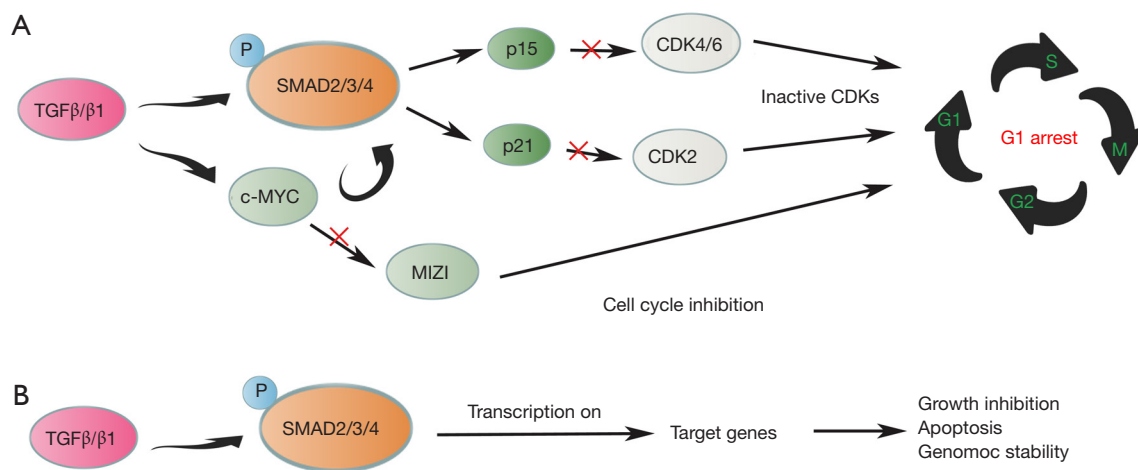 A
P
TGFβ/β1
SMAD2/3/4
p15
CDK4/6
Inactive CDKs
p21
CDK2
c-MYC
MIZI
Cell cycle inhibition
S
G1
G1 arrest
M
G2
B
P
TGFβ/β1
SMAD2/3/4
Transcription on
Target genes
Growth inhibition
Apoptosis
Genomoc stability